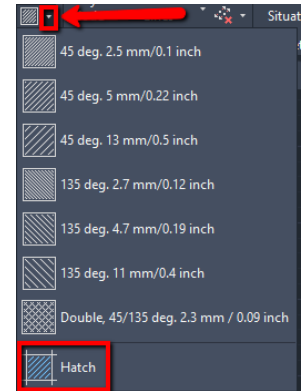 Situat
45 deg. 2.5 mm/0.1 inch
45 deg. 5 mm/0.22 inch
45 deg. 13 mm/0.5 inch
135 deg. 2.7 mm/0.12 inch
135 deg. 4.7 mm/0.19 inch
135 deg. 11 mm/0.4 inch
Double, 45/135 deg. 2.3 mm / 0.09 inch
Hatch